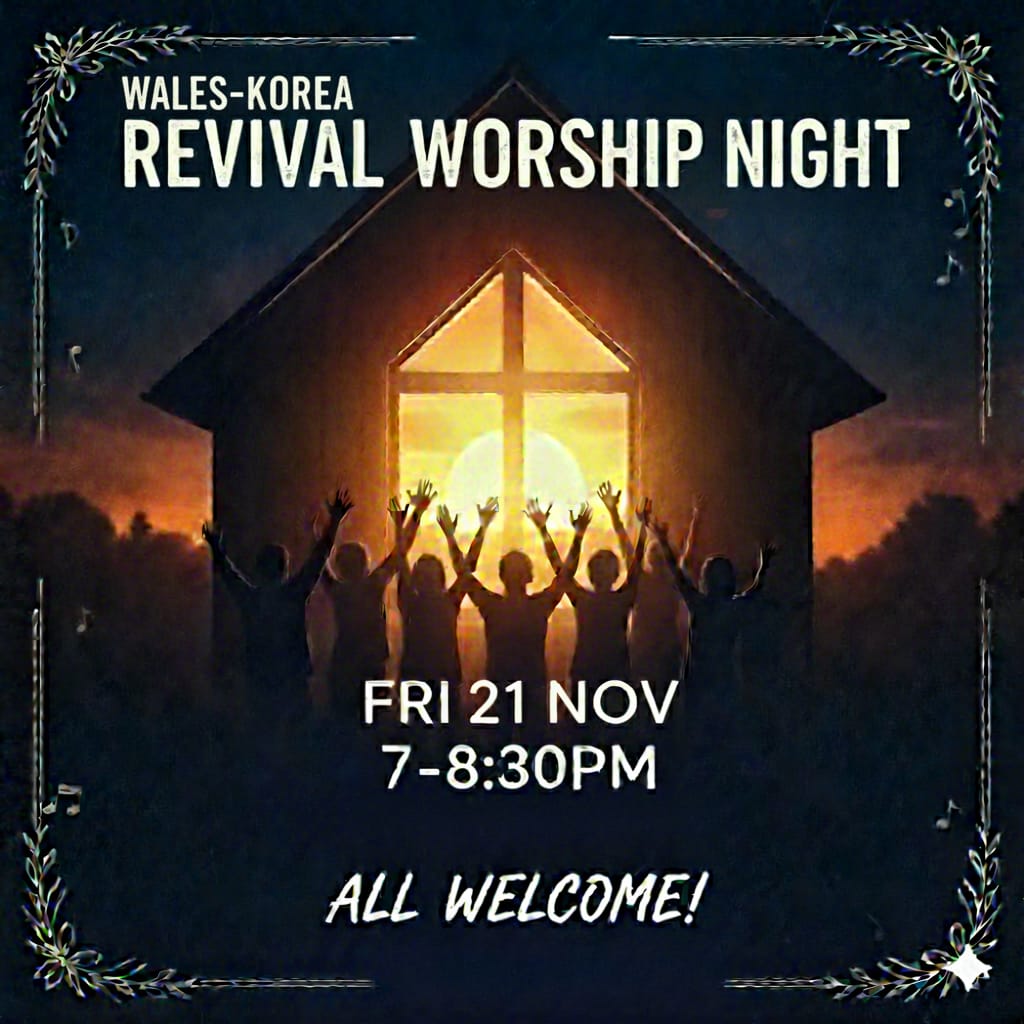 WALES-KOREA
REVIVAL WORSHIP NIGHT
FRI 21 NOV
7-8:30PM
ALL WELCOME!